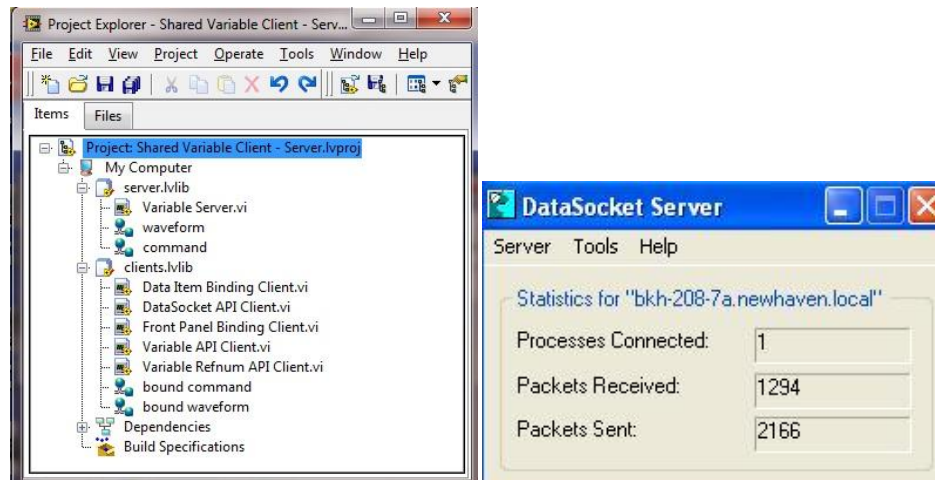 Project Explorer - Shared Variable Client - Serv...
File Edit View Project Operate Tools Window Help
Items Files
Project: Shared Variable Client - Server.lvproj
My Computer
server.lvlib
Variable Server.vi
waveform
command
clients.lvlib
Data Item Binding Client.vi
DataSocket API Client.vi
Front Panel Binding Client.vi
Variable API Client.vi
Variable Refnum API Client.vi
bound command
bound waveform
Dependencies
Build Specifications
DataSocket Server
Server Tools Help
Statistics for "bkh-208-7a.newhaven.local"
Processes Connected: 1
Packets Received: 1294
Packets Sent: 2166